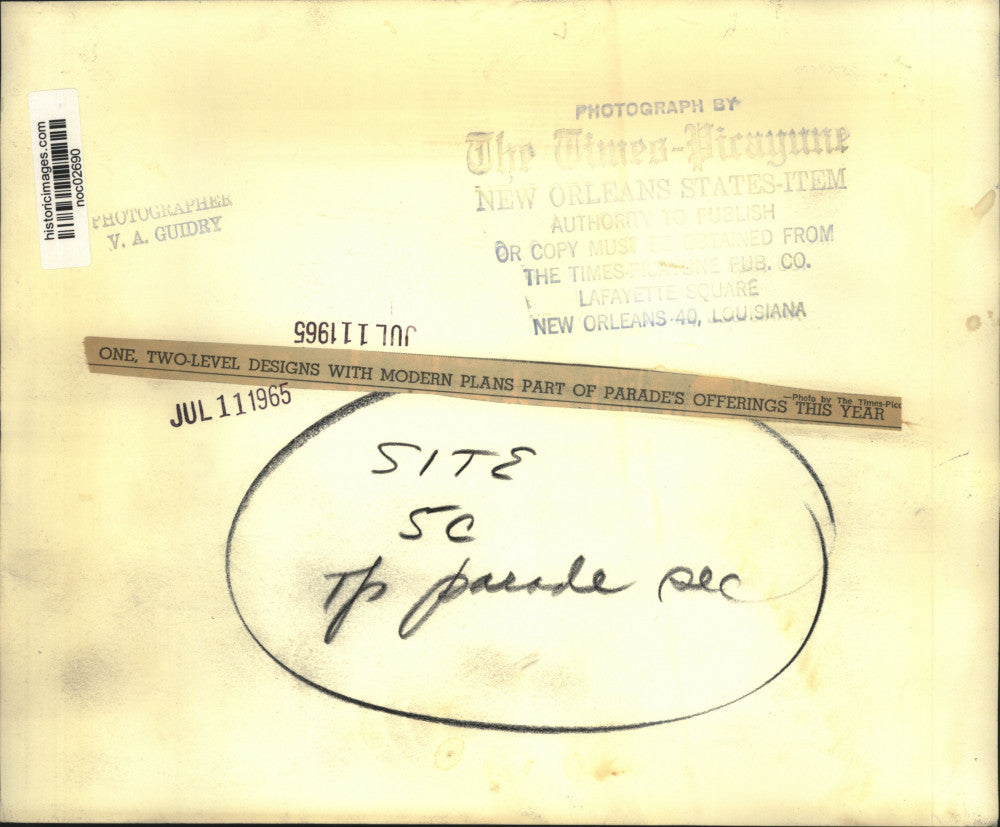 PHOTOGRAPH BY
The Times-Picayune
NEW ORLEANS STATES-ITEM
AUTHORITY TO PUBLISH
OR COPY MUST BE OBTAINED FROM
THE TIMES-PICAYUNE PUB. CO.
LAFAYETTE SQUARE
NEW ORLEANS 40, LOUISIANA
historicimages.com
noc02690
PHOTOGRAPHER
V. A. GUIDRY
JUL 11 1965
—Photo by The Times-Pic
ONE, TWO-LEVEL DESIGNS WITH MODERN PLANS PART OF PARADE'S OFFERINGS THIS YEAR
JUL 11 1965
SITE
5C
TP parade sec